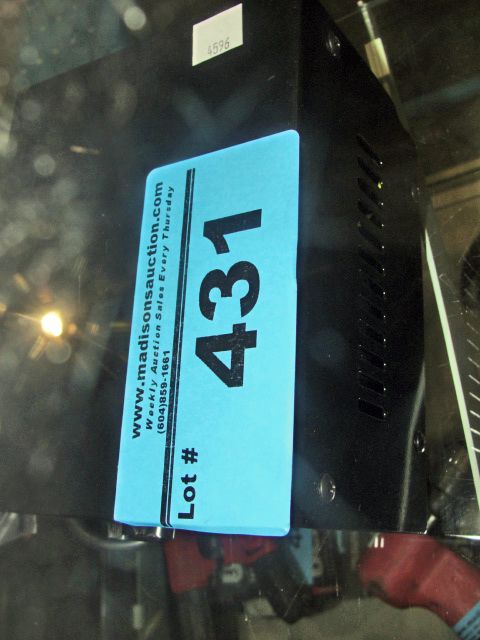 4596
www.madisonsauction.com
Weekly Auction Sales Every Thursday
(604)859-1661
Lot #
431